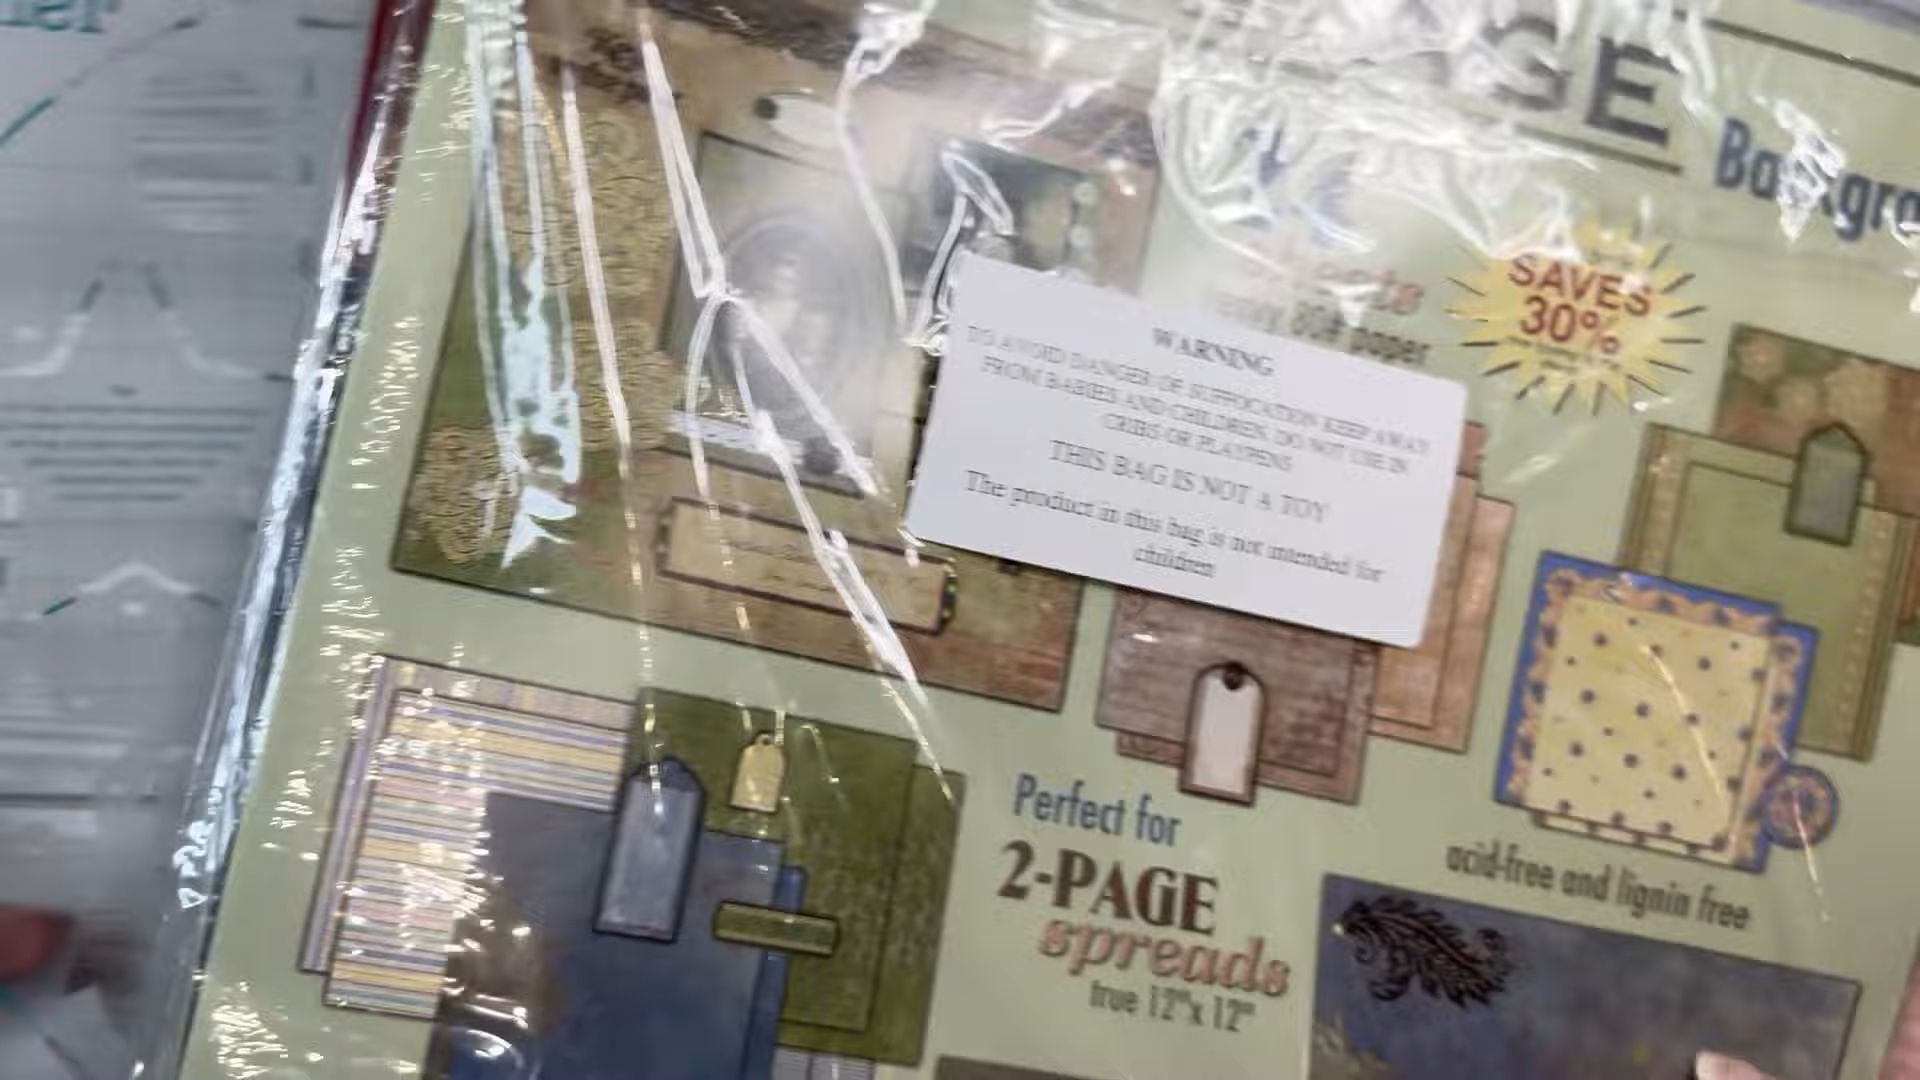 SAVES
30%
80# paper
WARNING
TO AVOID DANGER OF SUFFOCATION KEEP AWAY
FROM BABIES AND CHILDREN. DO NOT USE IN
CRIBS OR PLAYPENS
THIS BAG IS NOT A TOY
The product in this bag is not intended for
children
Perfect for
2-PAGE
spreads
true 12"x 12"
acid-free and lignin free